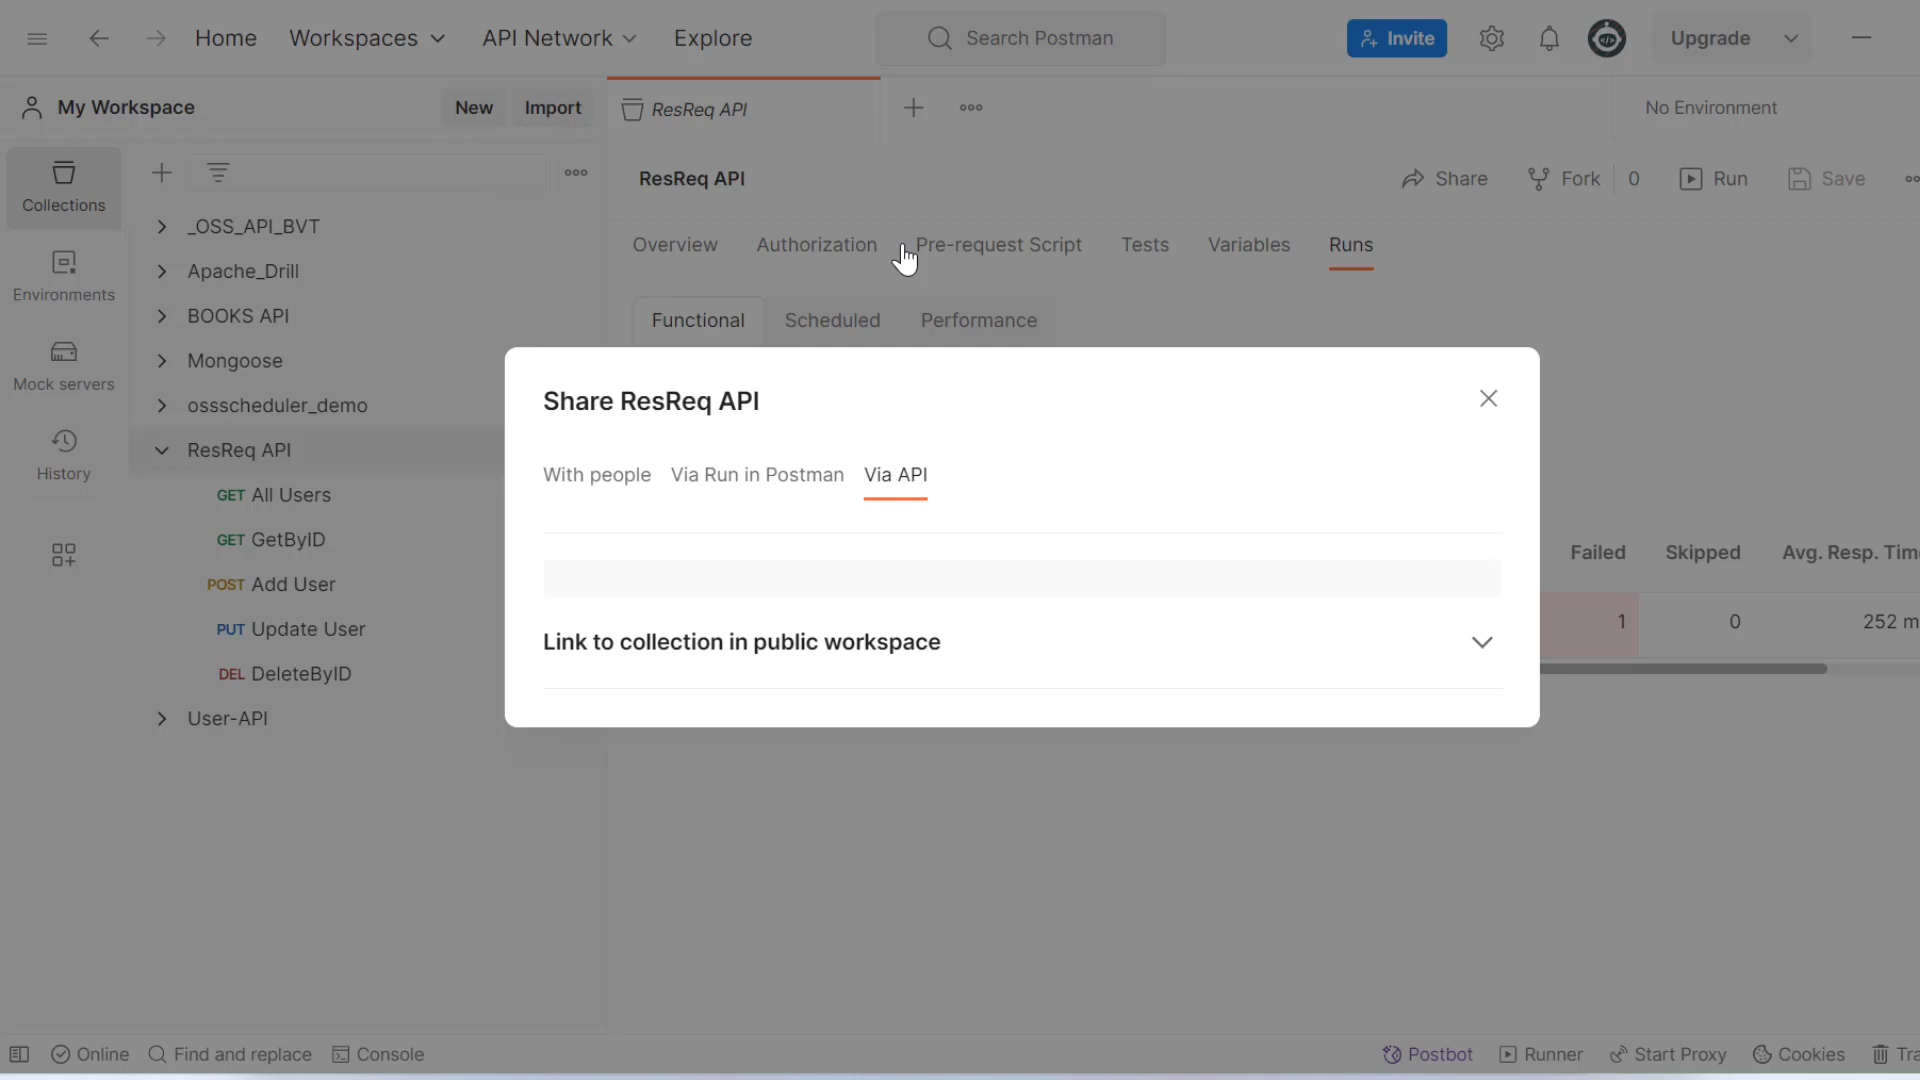 Home Workspaces API Network Explore Search Postman Invite Upgrade
My Workspace New Import ResReq API No Environment
Collections
Environments
Mock servers
History
_OSS_API_BVT
Apache_Drill
BOOKS API
Mongoose
ossscheduler_demo
ResReq API
GET All Users
GET GetByID
POST Add User
PUT Update User
DEL DeleteByID
User-API
ResReq API Share Fork 0 Run Save
Overview Authorization Pre-request Script Tests Variables Runs
Functional Scheduled Performance
Share ResReq API
With people Via Run in Postman Via API
Link to collection in public workspace
Failed Skipped Avg. Resp. Time
1 0 252 m
Online Find and replace Console Postbot Runner Start Proxy Cookies Tra